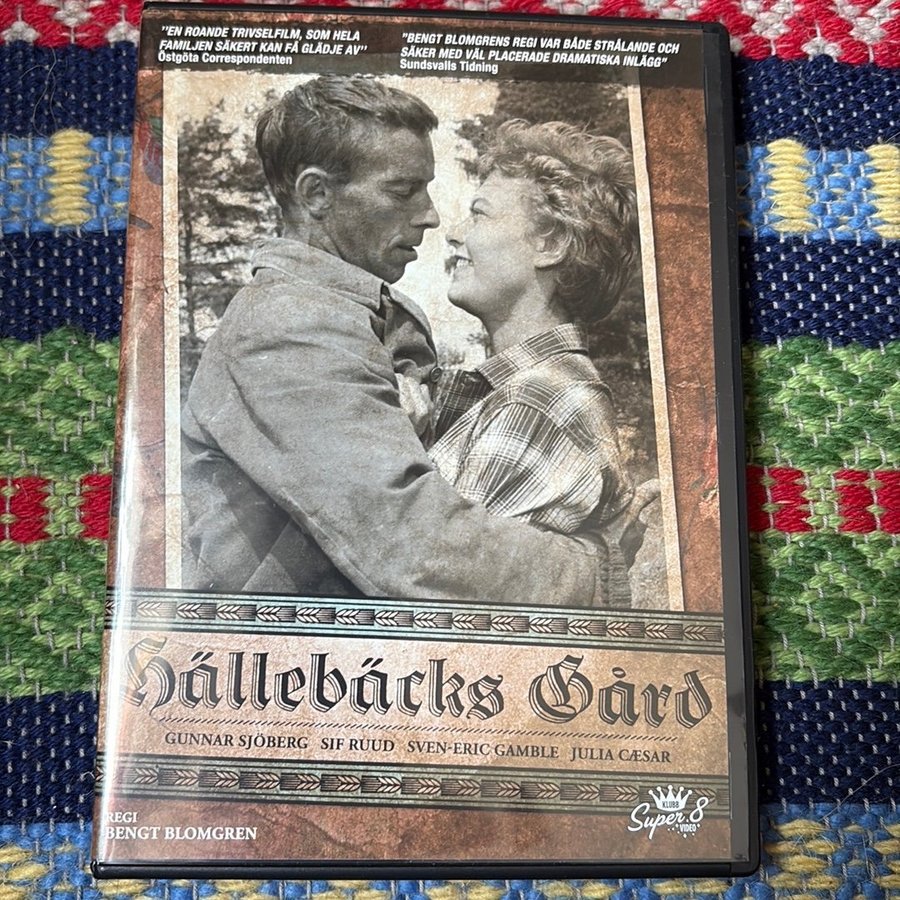 "EN ROANDE TRIVSELFILM, SOM HELA
FAMILJEN SÄKERT KAN FÅ GLÄDJE AV"
Östgöta Correspondenten
"BENGT BLOMGRENS REGI VAR BÅDE STRÅLANDE OCH
SÄKER MED VÄL PLACERADE DRAMATISKA INLÄGG"
Sundsvalls Tidning
Hällebäcks Gård
GUNNAR SJÖBERG SIF RUUD SVEN-ERIC GAMBLE JULIA CÆSAR
REGI
BENGT BLOMGREN
KLUBB
Super 8
VIDEO